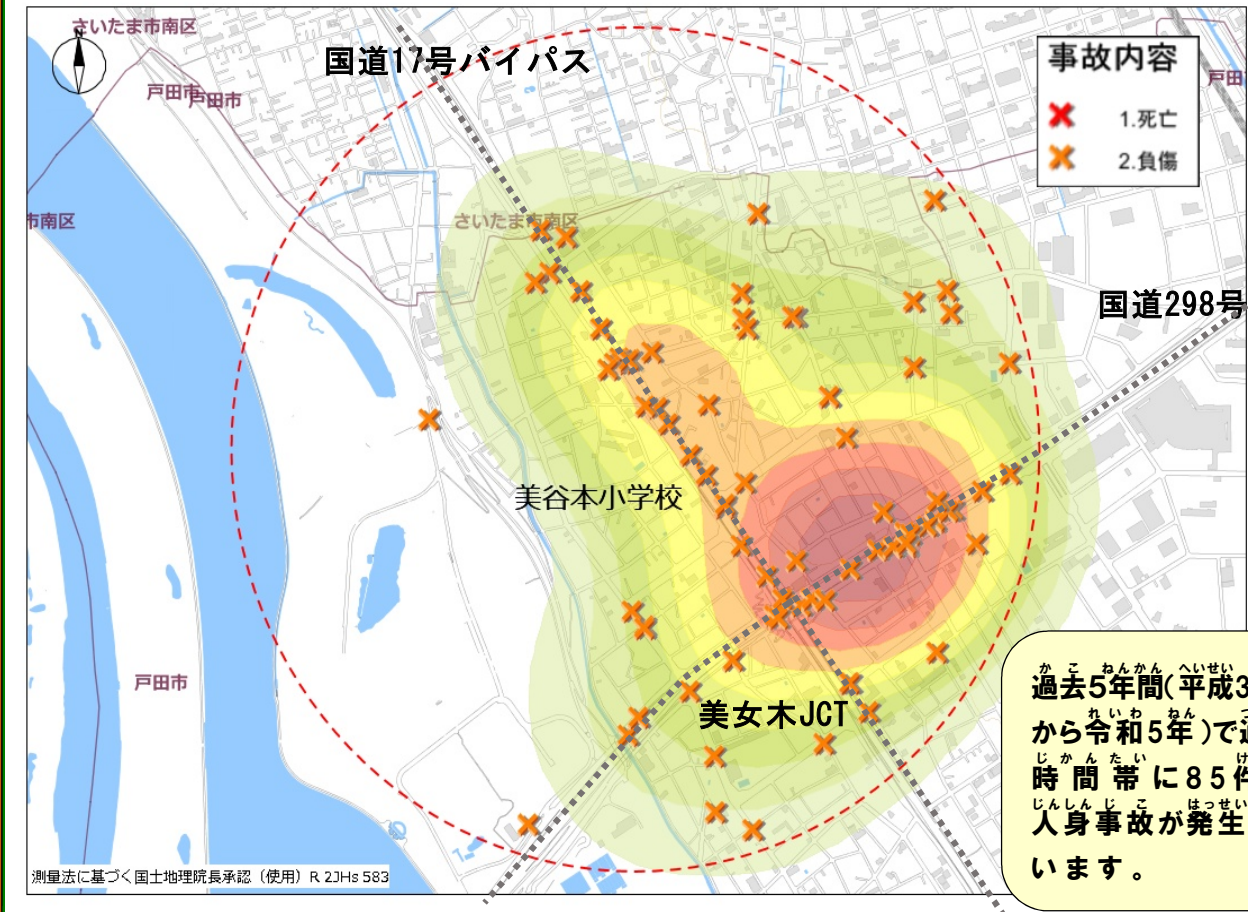 さいたま市南区
国道17号バイパス
事故内容
1.死亡
2.負傷
戸田市
戸田市
戸田
市南区
さいたま市南区
国道298号
美谷本小学校
戸田市
美女木JCT
過去5年間(平成3
から令和5年)で通
時間帯に85件
人身事故が発生
います。
測量法に基づく国土地理院長承認(使用)R 2JHs 583